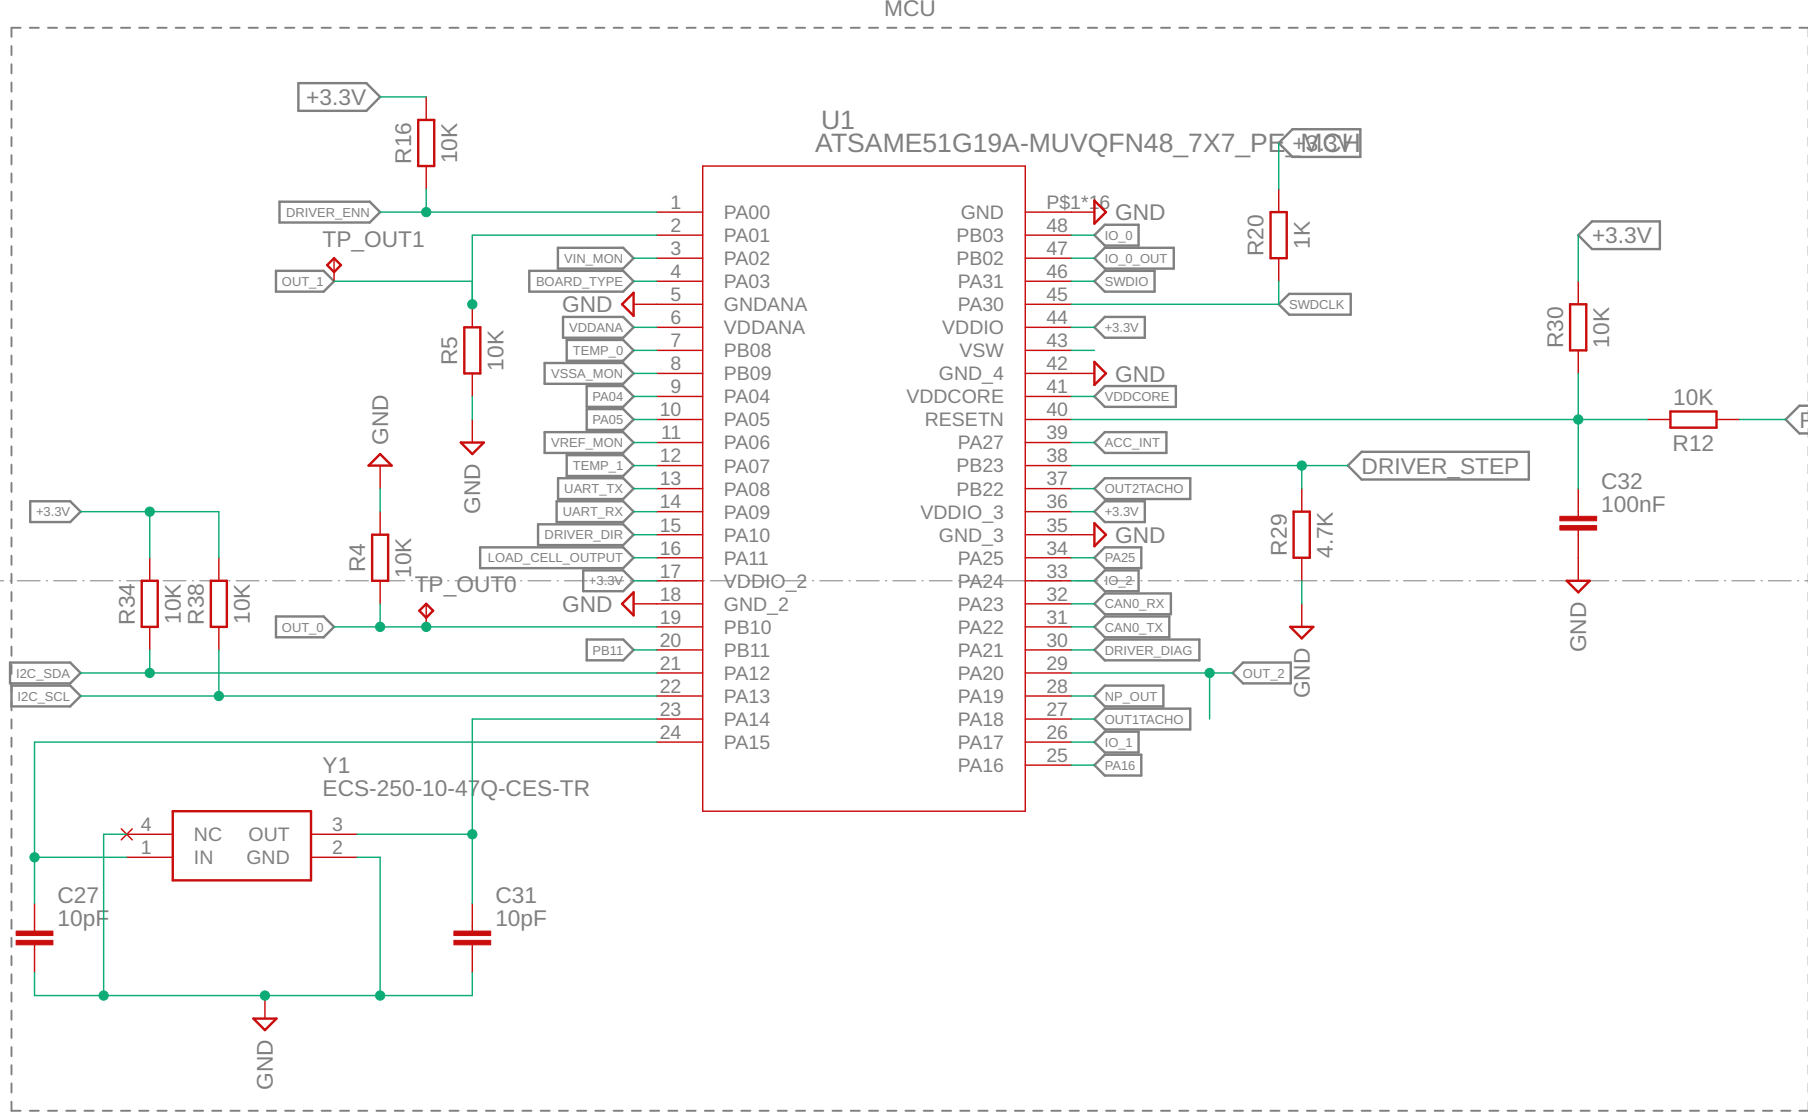 MCU
+3.3V
R16
10K
DRIVER_ENN
TP_OUT1
OUT_1
R5
10K
GND
GND
R4
10K
TP_OUT0
OUT_0
+3.3V
R34
10K
R38
10K
I2C_SDA
I2C_SCL
U1
ATSAME51G19A-MUVQFN48_7X7_PE_MCH
VIN_MON
BOARD_TYPE
GND
VDDANA
TEMP_0
VSSA_MON
PA04
PA05
VREF_MON
TEMP_1
UART_TX
UART_RX
DRIVER_DIR
LOAD_CELL_OUTPUT
+3.3V
GND
PB11
1 PA00
2 PA01
3 PA02
4 PA03
5 GNDANA
6 VDDANA
7 PB08
8 PB09
9 PA04
10 PA05
11 PA06
12 PA07
13 PA08
14 PA09
15 PA10
16 PA11
17 VDDIO_2
18 GND_2
19 PB10
20 PB11
21 PA12
22 PA13
23 PA14
24 PA15
GND P$1*16 GND
PB03 48 IO_0
PB02 47 IO_0_OUT
PA31 46 SWDIO
PA30 45 SWDCLK
VDDIO 44 +3.3V
VSW 43
GND_4 42 GND
VDDCORE 41 VDDCORE
RESETN 40
PA27 39 ACC_INT
PB23 38 DRIVER_STEP
PB22 37 OUT2TACHO
VDDIO_3 36 +3.3V
GND_3 35 GND
PA25 34 PA25
PA24 33 IO_2
PA23 32 CAN0_RX
PA22 31 CAN0_TX
PA21 30 DRIVER_DIAG
PA20 29 OUT_2
PA19 28 NP_OUT
PA18 27 OUT1TACHO
PA17 26 IO_1
PA16 25 PA16
+3.3V
R20
1K
R29
4.7K
GND
+3.3V
R30
10K
10K
R12
C32
100nF
GND
Y1
ECS-250-10-47Q-CES-TR
4 NC OUT 3
1 IN GND 2
C27
10pF
C31
10pF
GND